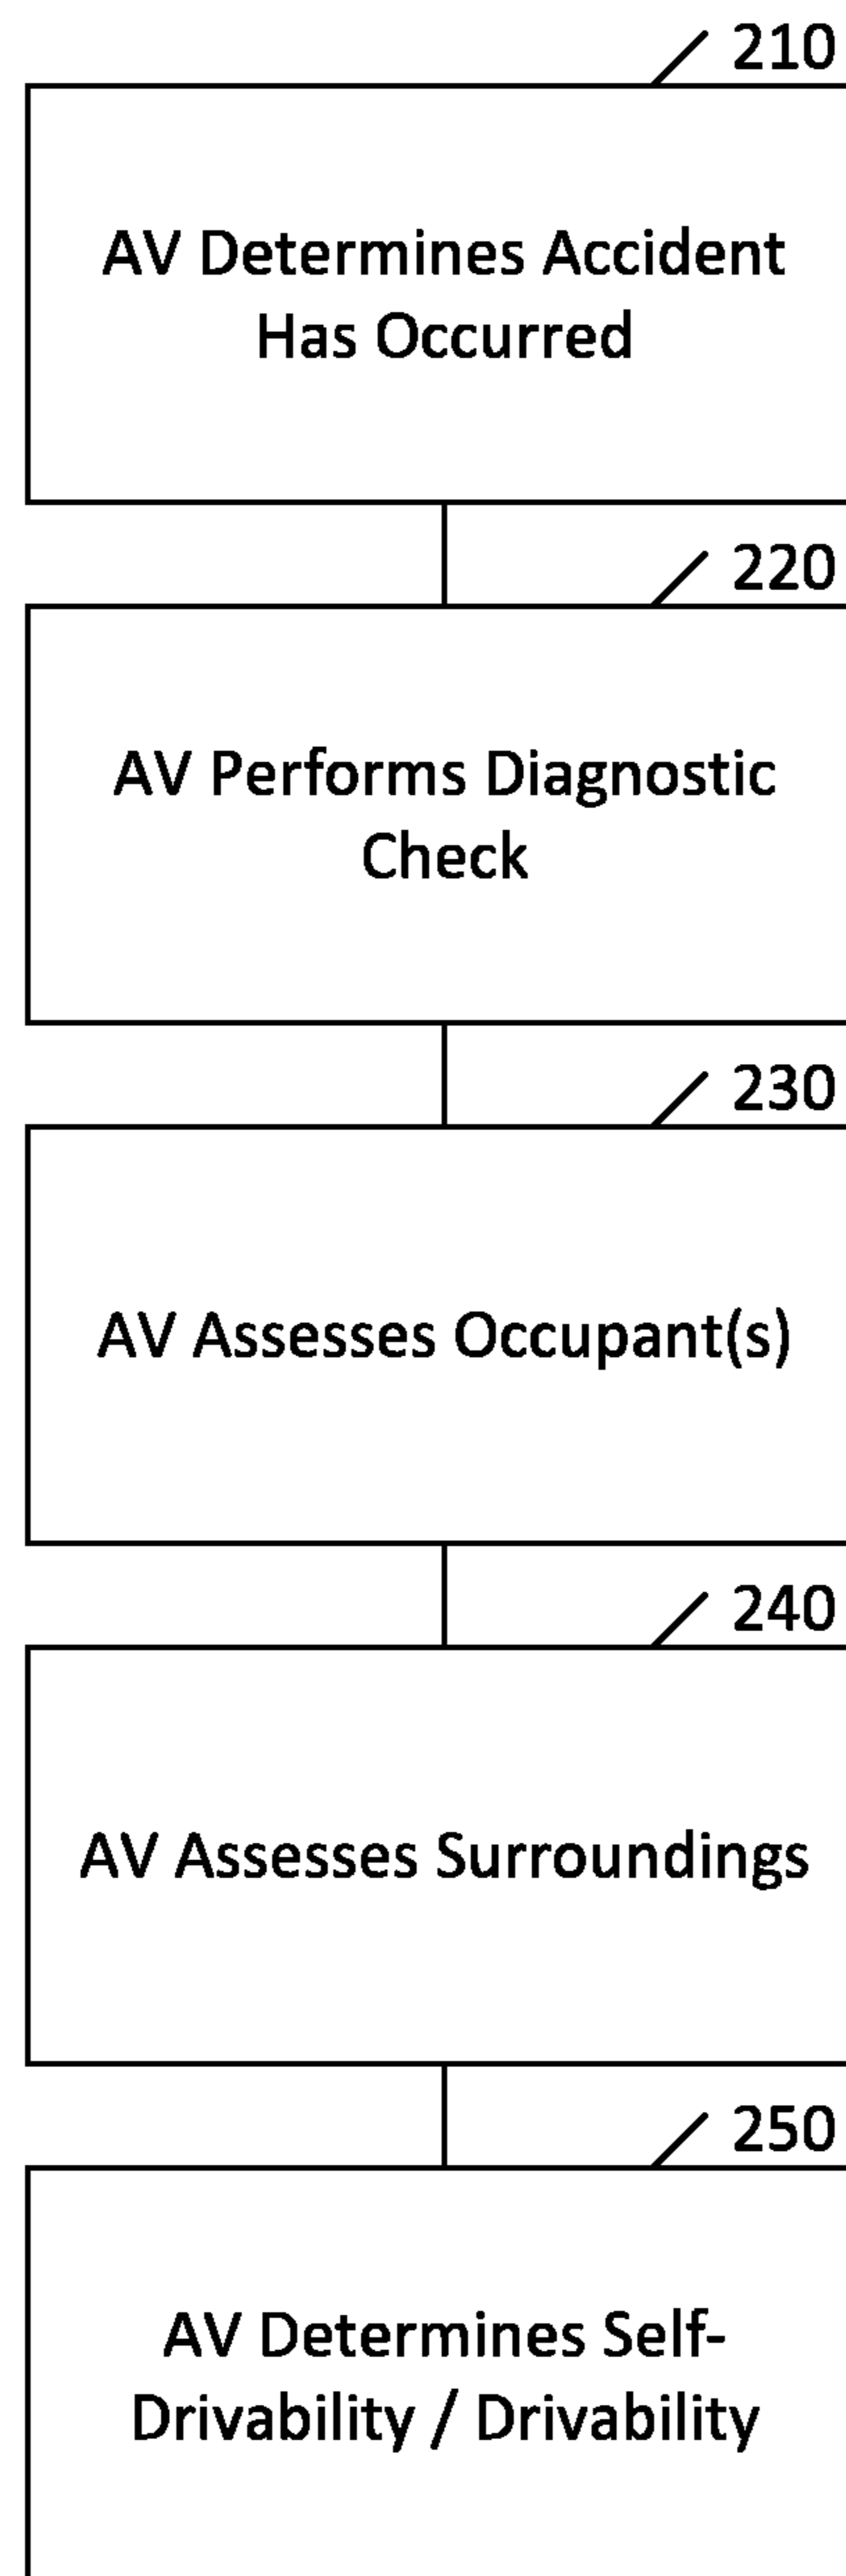 210
AV Determines Accident
Has Occurred
220
AV Performs Diagnostic
Check
230
AV Assesses Occupant(s)
240
AV Assesses Surroundings
250
AV Determines Self-
Drivability / Drivability